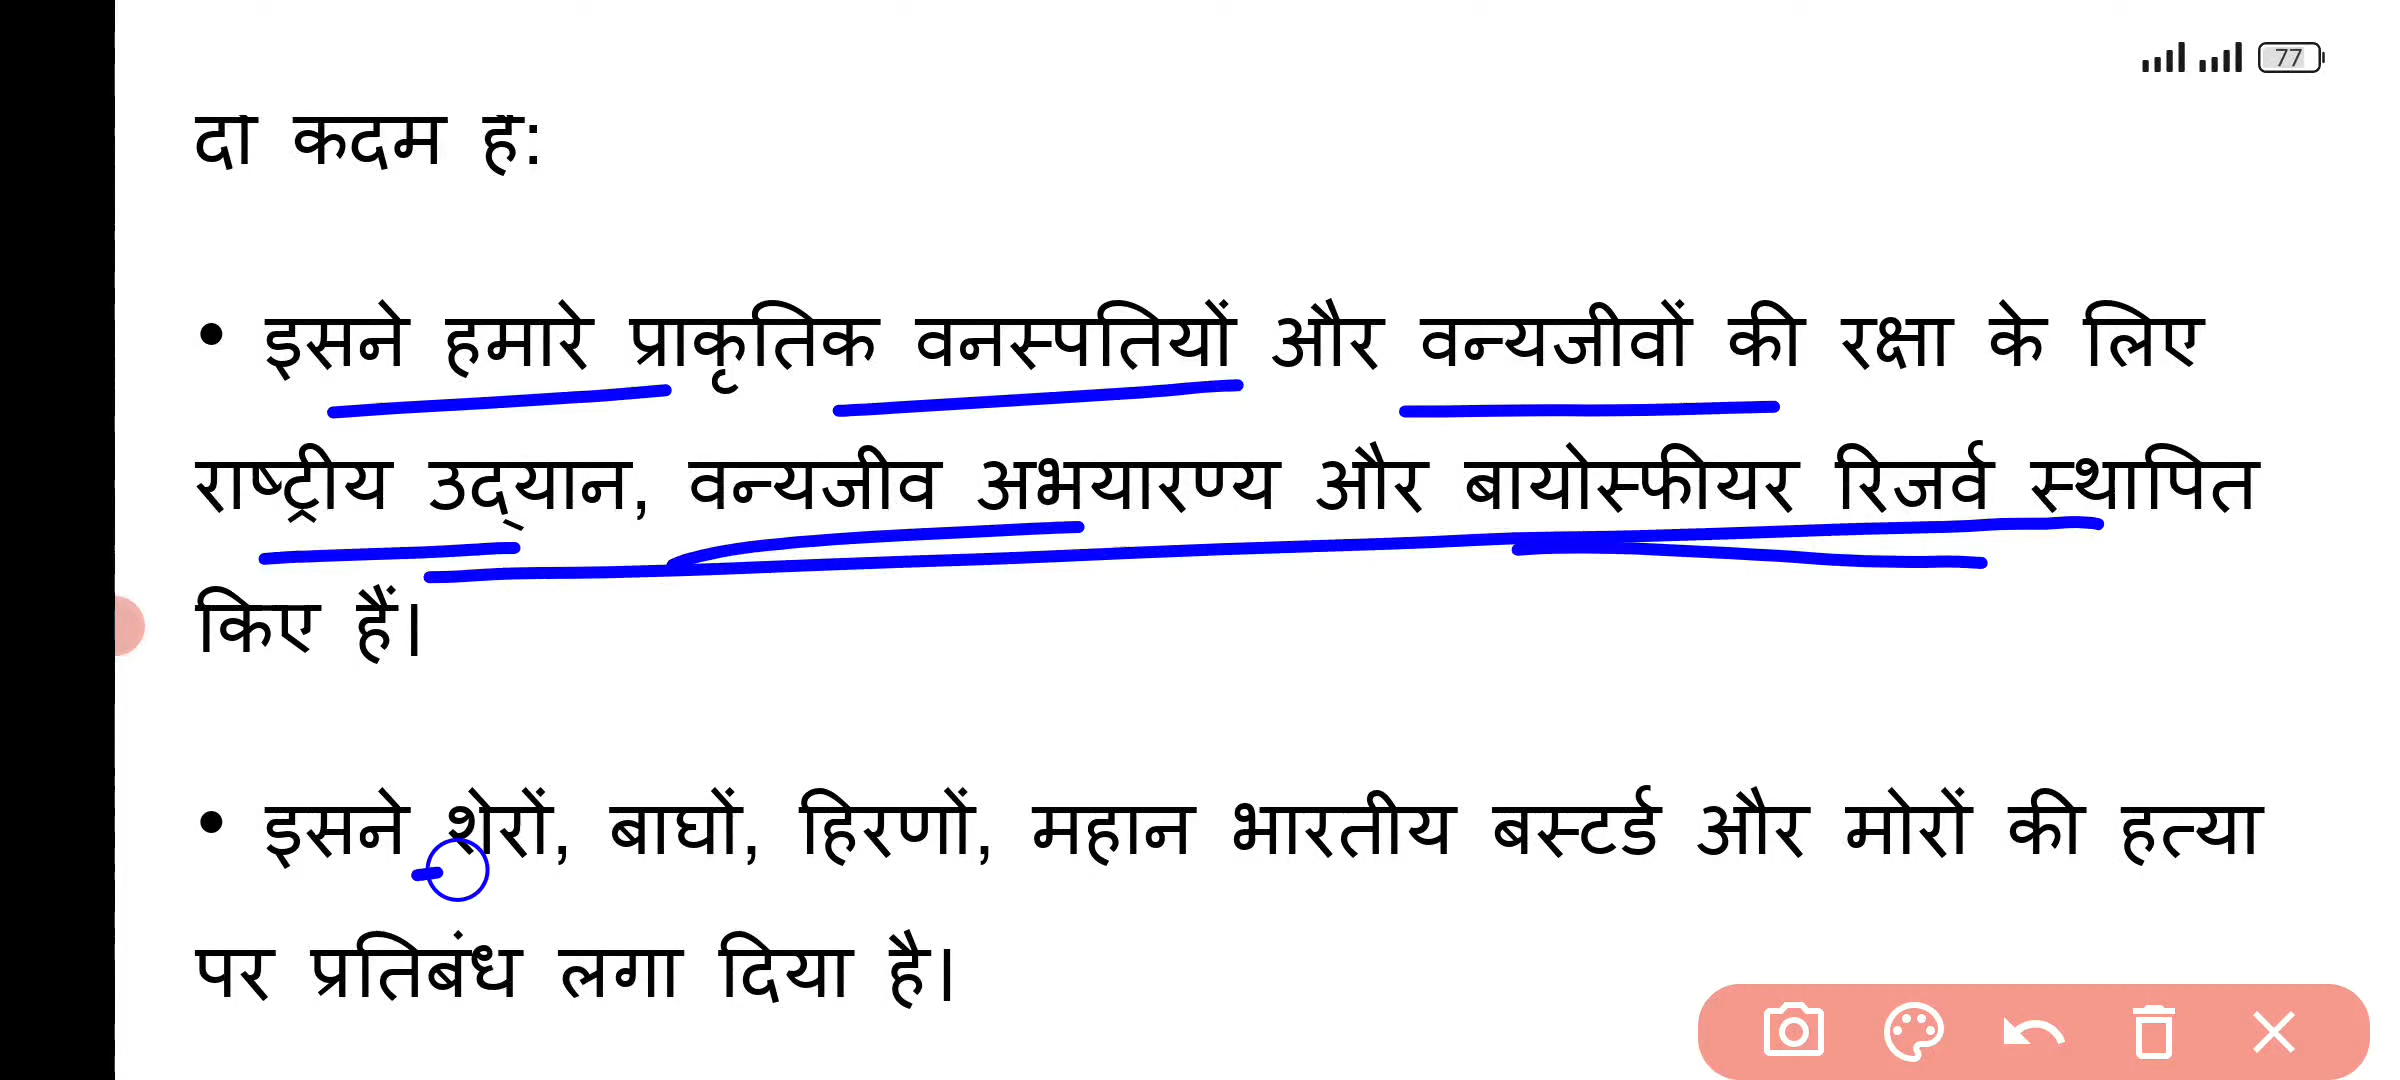 77
दो कदम हैं:
• इसने हमारे प्राकृतिक वनस्पतियों और वन्यजीवों की रक्षा के लिए
राष्ट्रीय उद्‌यान, वन्यजीव अभयारण्य और बायोस्फीयर रिजर्व स्थापित
किए हैं।
• इसने शेरों, बाघों, हिरणों, महान भारतीय बस्टर्ड और मोरों की हत्या
पर प्रतिबंध लगा दिया है।